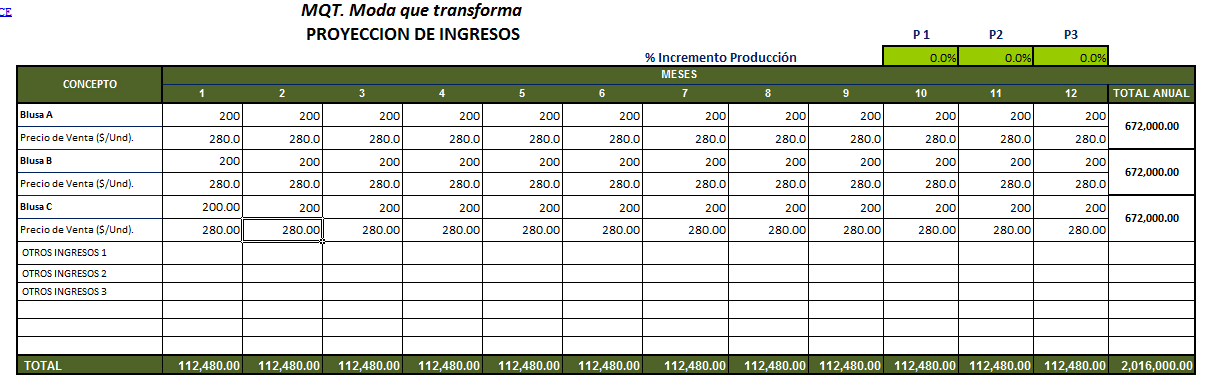 CE
MQT. Moda que transforma
PROYECCION DE INGRESOS
P 1 P2 P3
% Incremento Producción 0.0% 0.0% 0.0%
CONCEPTO MESES
1 2 3 4 5 6 7 8 9 10 11 12 TOTAL ANUAL
Blusa A 200 200 200 200 200 200 200 200 200 200 200 200 672,000.00
Precio de Venta ($/Und). 280.0 280.0 280.0 280.0 280.0 280.0 280.0 280.0 280.0 280.0 280.0 280.0
Blusa B 200 200 200 200 200 200 200 200 200 200 200 200 672,000.00
Precio de Venta ($/Und). 280.0 280.0 280.0 280.0 280.0 280.0 280.0 280.0 280.0 280.0 280.0 280.0
Blusa C 200.00 200 200 200 200 200 200 200 200 200 200 200 672,000.00
Precio de Venta ($/Und). 280.00 280.00 280.00 280.00 280.00 280.00 280.00 280.00 280.00 280.00 280.00 280.00
OTROS INGRESOS 1
OTROS INGRESOS 2
OTROS INGRESOS 3
TOTAL 112,480.00 112,480.00 112,480.00 112,480.00 112,480.00 112,480.00 112,480.00 112,480.00 112,480.00 112,480.00 112,480.00 112,480.00 2,016,000.00